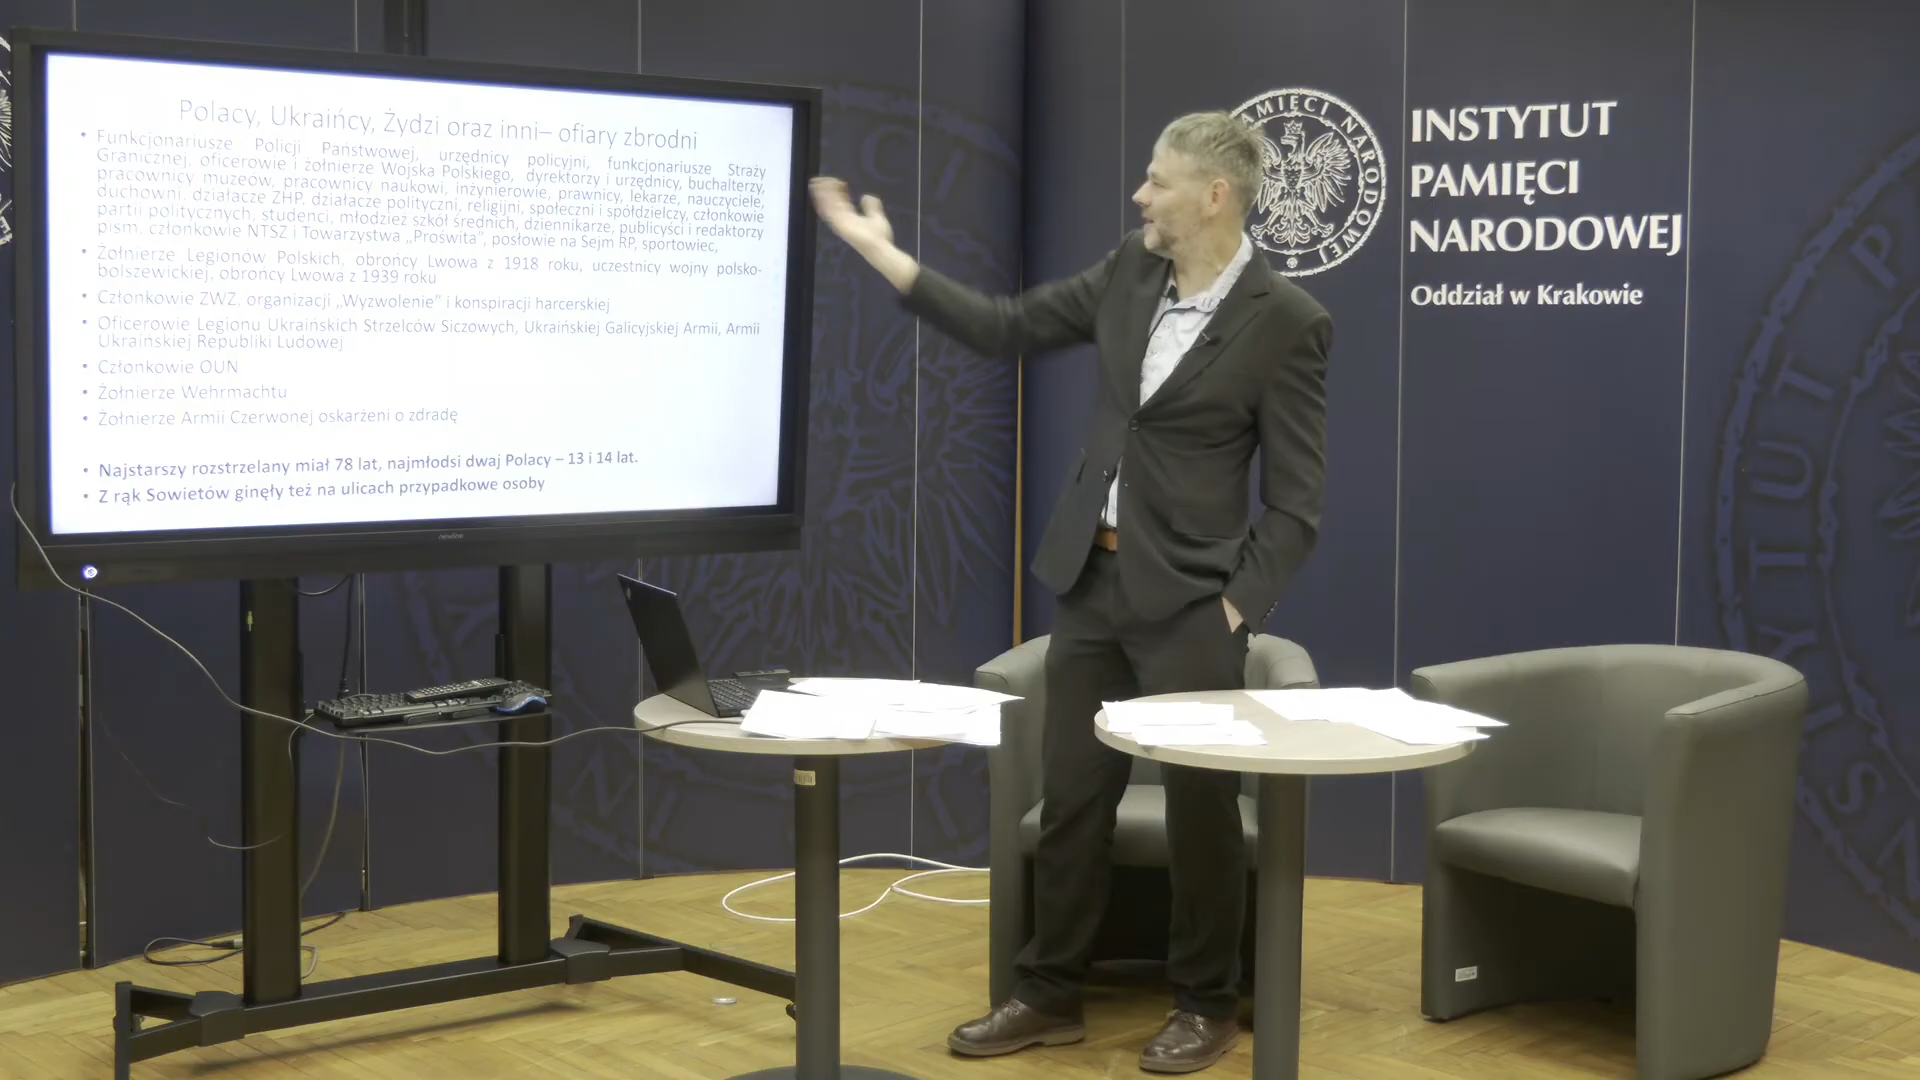 Polacy, Ukraińcy, Żydzi oraz inni– ofiary zbrodni
• Funkcjonariusze Policji Państwowej, urzędnicy policyjni, funkcjonariusze Straży
Granicznej, oficerowie i żołnierze Wojska Polskiego, dyrektorzy i urzędnicy, buchalterzy,
pracownicy muzeów, pracownicy naukowi, inżynierowie, prawnicy, lekarze, nauczyciele,
duchowni, działacze ZHP, działacze polityczni, religijni, społeczni i spółdzielczy, członkowie
partii politycznych, studenci, młodzież szkół średnich, dziennikarze, publicyści i redaktorzy
pism, członkowie NTSZ i Towarzystwa „Proswita”, posłowie na Sejm RP, sportowiec,
• Żołnierze Legionów Polskich, obrońcy Lwowa z 1918 roku, uczestnicy wojny polsko-
bolszewickiej, obrońcy Lwowa z 1939 roku
• Członkowie ZWZ, organizacji „Wyzwolenie” i konspiracji harcerskiej
• Oficerowie Legionu Ukraińskich Strzelców Siczowych, Ukraińskiej Galicyjskiej Armii, Armii
Ukraińskiej Republiki Ludowej
• Członkowie OUN
• Żołnierze Wehrmachtu
• Żołnierze Armii Czerwonej oskarżeni o zdradę
• Najstarszy rozstrzelany miał 78 lat, najmłodsi dwaj Polacy – 13 i 14 lat.
• Z rąk Sowietów ginęły też na ulicach przypadkowe osoby
newline
PAMIĘCI NARODOWEJ
INSTYTUT
PAMIĘCI
NARODOWEJ
Oddział w Krakowie